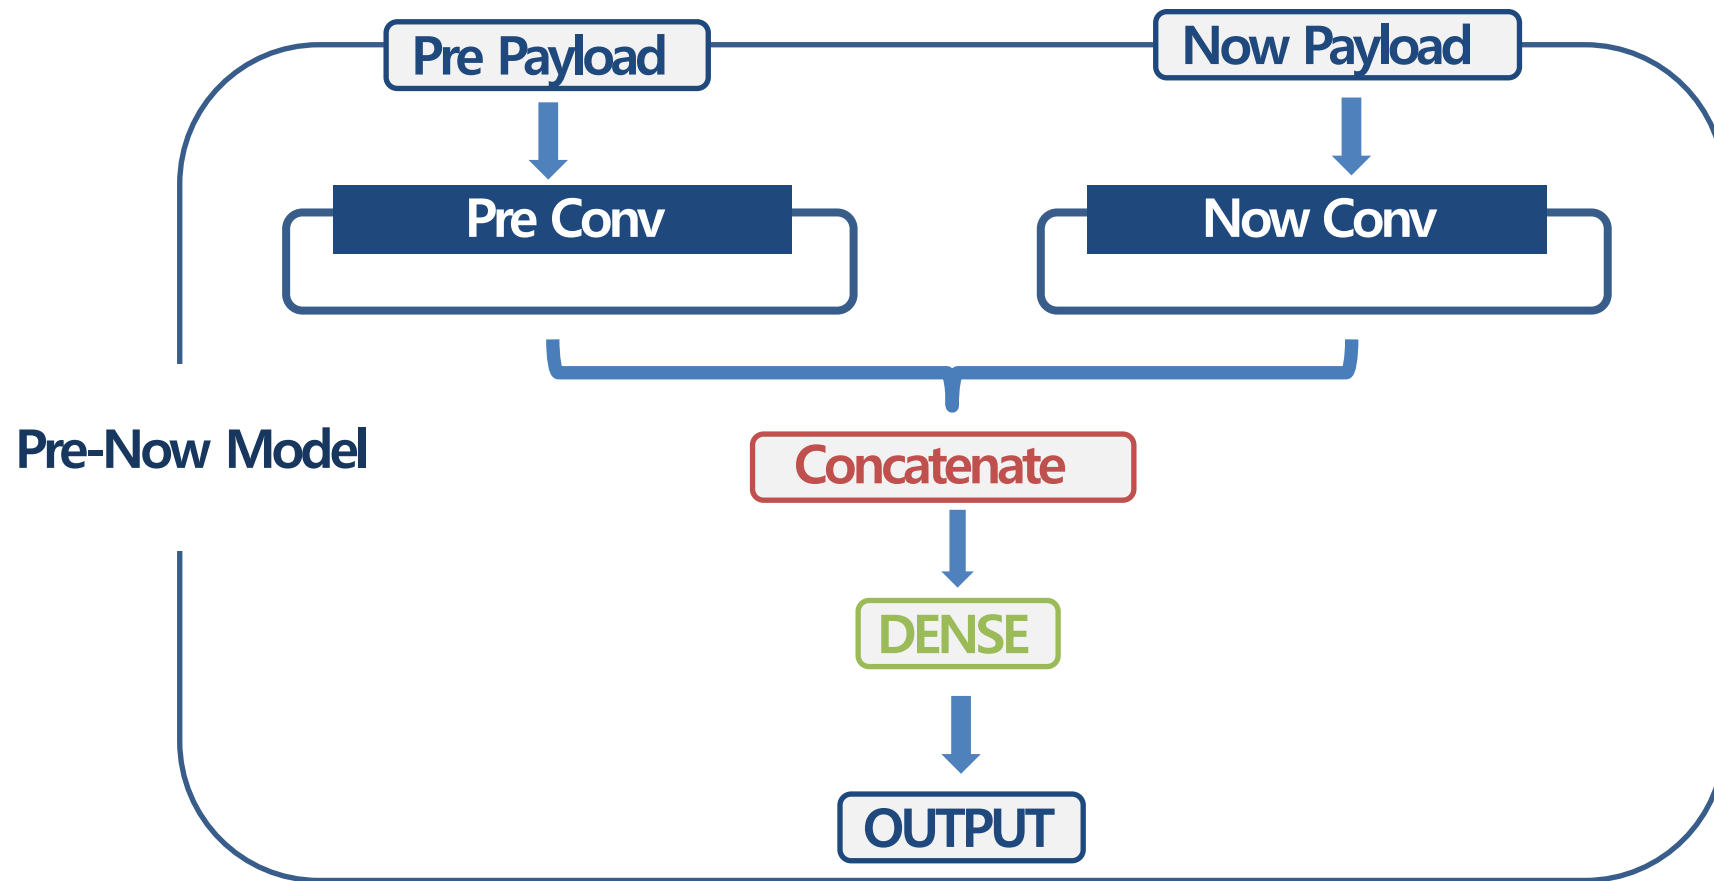 Pre Payload
Now Payload
Pre Conv
Now Conv
Pre-Now Model
Concatenate
DENSE
OUTPUT